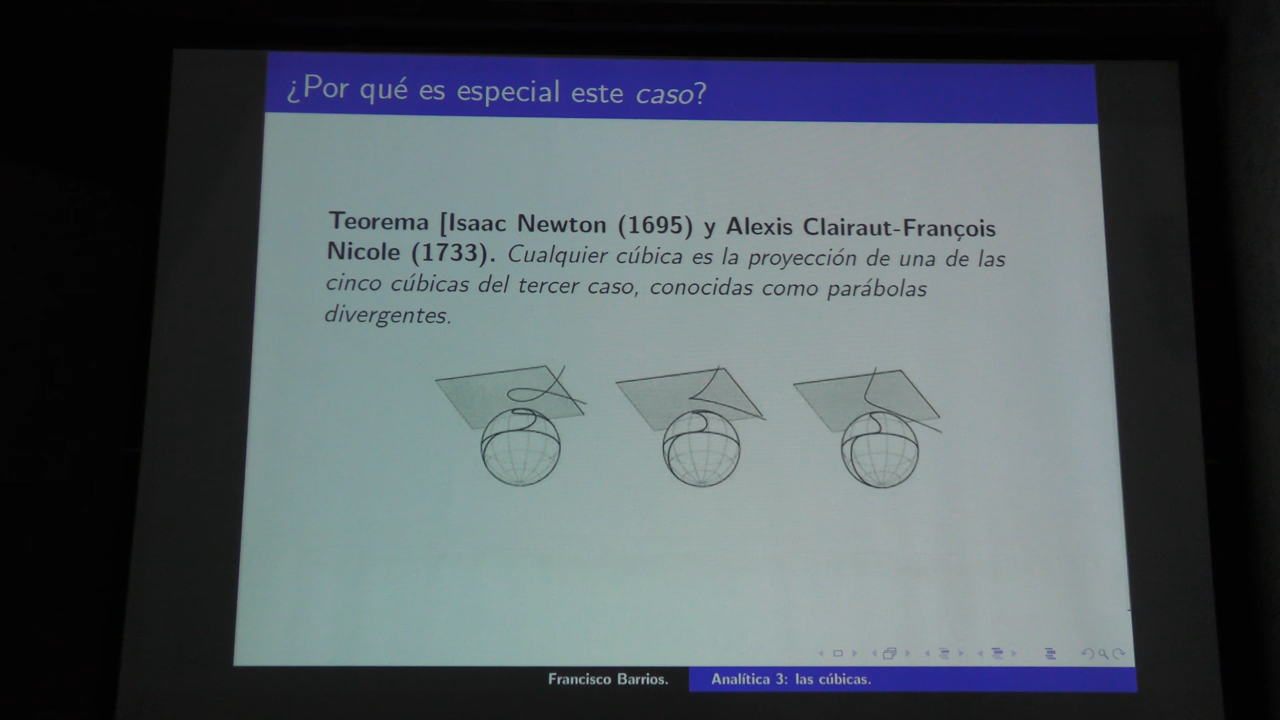 ¿Por qué es especial este caso?
Teorema [Isaac Newton (1695) y Alexis Clairaut-François
Nicole (1733). Cualquier cúbica es la proyección de una de las
cinco cúbicas del tercer caso, conocidas como parábolas
divergentes.
Francisco Barrios.
Analítica 3: las cúbicas.